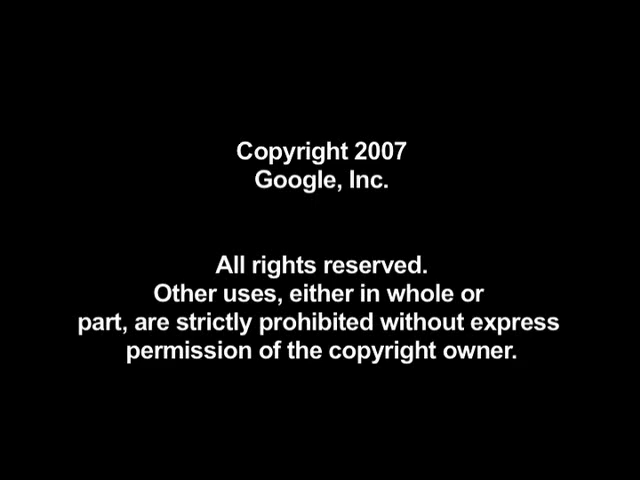 Copyright 2007
Google, Inc.
All rights reserved.
Other uses, either in whole or
part, are strictly prohibited without express
permission of the copyright owner.